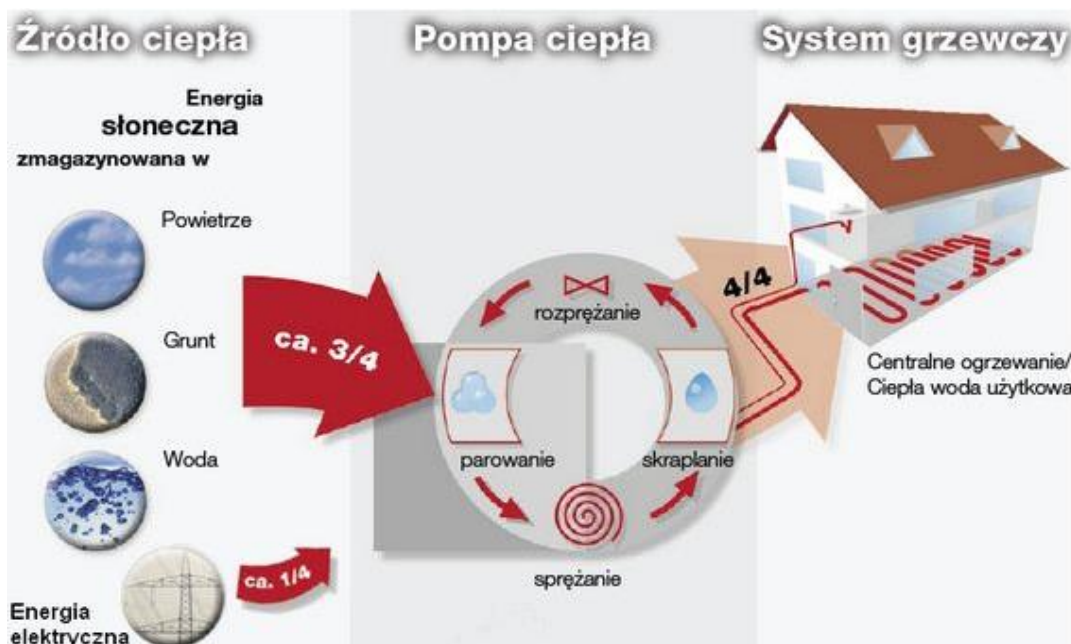 Źródło ciepła
Pompa ciepła
System grzewczy
Energia
słoneczna
zmagazynowana w
Powietrze
Grunt
Woda
Energia
elektryczna
ca. 3/4
ca. 1/4
rozprężanie
parowanie
skraplanie
sprężanie
4/4
Centralne ogrzewanie/
Ciepła woda użytkowa